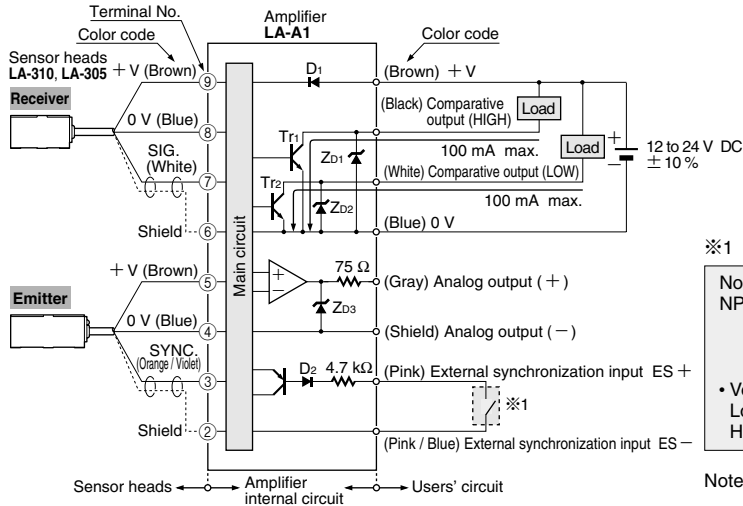 Terminal No.
Color code
Amplifier
LA-A1
Color code
Sensor heads
LA-310, LA-305
+ V (Brown)
9
D1
(Brown) + V
Receiver
0 V (Blue)
8
(Black) Comparative
output (HIGH)
Load
Tr1
ZD1
100 mA max.
Load
+
−
12 to 24 V DC
± 10 %
SIG.
(White)
7
(White) Comparative output (LOW)
Tr2
ZD2
100 mA max.
Shield
6
(Blue) 0 V
Main circuit
※1
+ V (Brown)
5
+
−
75 Ω
(Gray) Analog output (+)
No
NP
Emitter
0 V (Blue)
4
ZD3
(Shield) Analog output (−)
SYNC.
(Orange / Violet)
3
D2
4.7 kΩ
(Pink) External synchronization input ES +
※1
• Vo
Lo
H
Shield
2
(Pink / Blue) External synchronization input ES −
Note
Sensor heads
Amplifier
internal circuit
Users' circuit